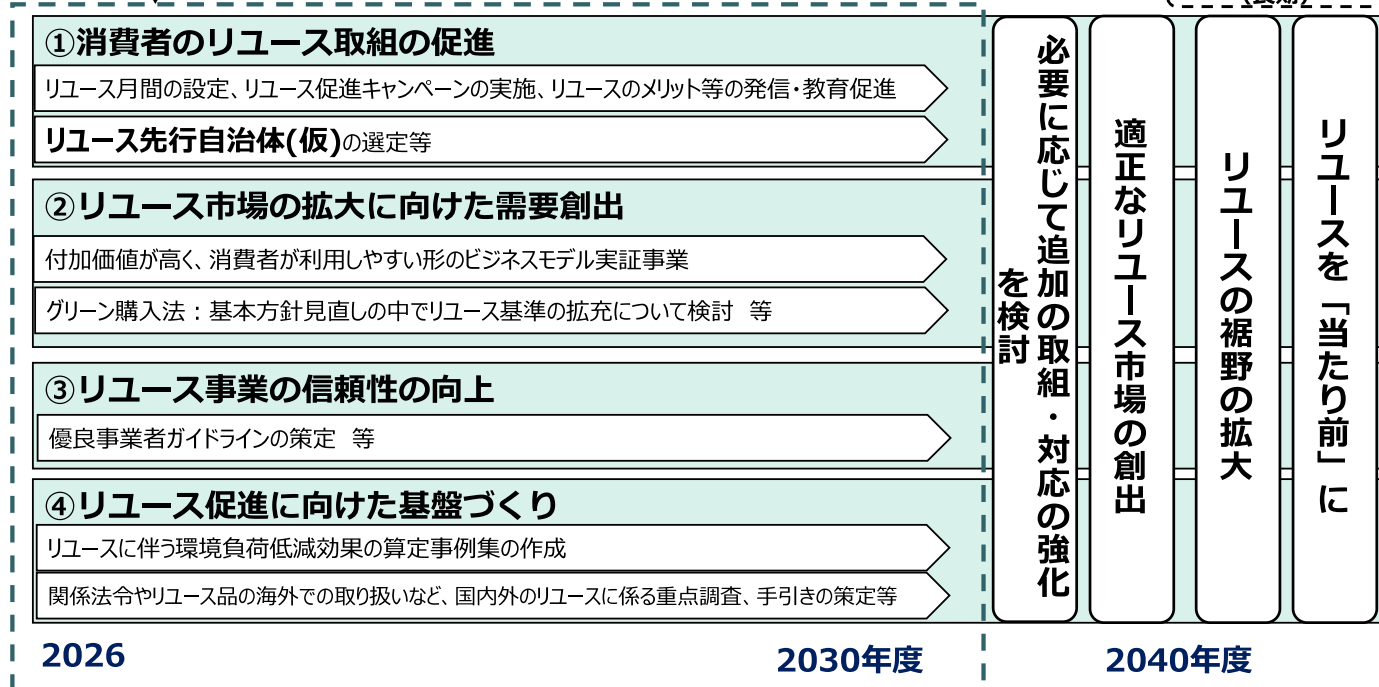 (長期)
①消費者のリユース取組の促進
リユース月間の設定、リユース促進キャンペーンの実施、リユースのメリット等の発信・教育促進
リユース先行自治体(仮)の選定等
②リユース市場の拡大に向けた需要創出
付加価値が高く、消費者が利用しやすい形のビジネスモデル実証事業
グリーン購入法：基本方針見直しの中でリユース基準の拡充について検討　等
③リユース事業の信頼性の向上
優良事業者ガイドラインの策定　等
④リユース促進に向けた基盤づくり
リユースに伴う環境負荷低減効果の算定事例集の作成
関係法令やリユース品の海外での取り扱いなど、国内外のリユースに係る重点調査、手引きの策定等
必要に応じて追加の取組・対応の強化
を検討
適正なリユース市場の創出
リユースの裾野の拡大
リユースを「当たり前」に
2026
2030年度
2040年度